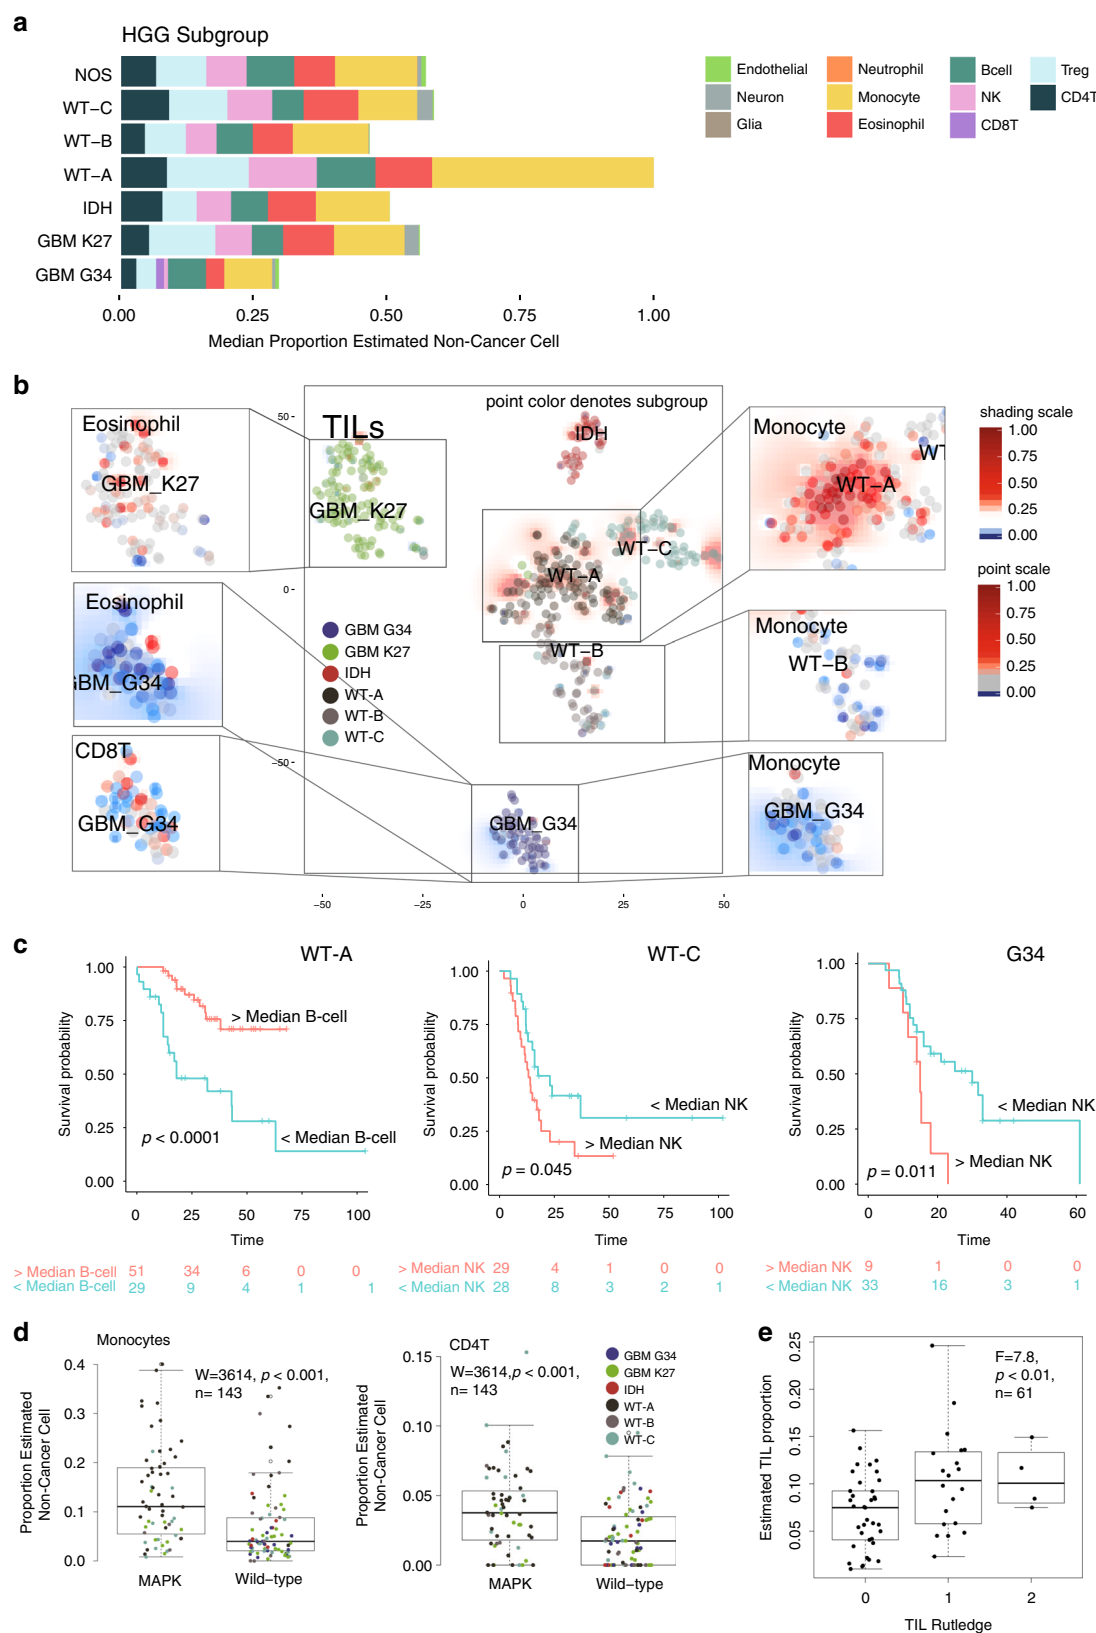 a
HGG Subgroup
NOS
WT–C
WT–B
WT–A
IDH
GBM K27
GBM G34
0.00 0.25 0.50 0.75 1.00
Median Proportion Estimated Non-Cancer Cell
Endothelial Neutrophil Bcell Treg
Neuron Monocyte NK CD4T
Glia Eosinophil CD8T
b
point color denotes subgroup
TILs
IDH
GBM_K27
WT–C
WT–A
WT–B
GBM_G34
50
0
−50
−50 −25 0 25 50
GBM G34
GBM K27
IDH
WT–A
WT–B
WT–C
Eosinophil
GBM_K27
Eosinophil
GBM_G34
CD8T
GBM_G34
Monocyte
WT–A
WT
Monocyte
WT–B
Monocyte
GBM_G34
shading scale
1.00
0.50
0.25
0.00
point scale
1.00
0.75
0.50
0.25
0.00
c
WT-A
Survival probability
1.00
0.75
0.50
0.25
0.00
> Median B-cell
< Median B-cell
p < 0.0001
0 25 50 75 100
Time
> Median B-cell 51 34 6 0 0
< Median B-cell 29 9 4 1 1
WT-C
Survival probability
1.00
0.75
0.50
0.25
0.00
< Median NK
> Median NK
p = 0.045
0 25 50 75 100
Time
> Median NK 29 4 1 0 0
< Median NK 28 8 3 2 1
G34
Survival probability
1.00
0.75
0.50
0.25
0.00
< Median NK
> Median NK
p = 0.011
0 20 40 60
Time
> Median NK 9 1 0 0
< Median NK 33 16 3 1
d
Monocytes
W=3614, p < 0.001,
n= 143
Proportion Estimated
Non-Cancer Cell
0.4
0.3
0.2
0.1
0.0
MAPK Wild–type
CD4T
W=3614,p < 0.001,
n= 143
Proportion Estimated
Non-Cancer Cell
0.15
0.10
0.05
0.00
MAPK Wild–type
GBM G34
GBM K27
IDH
WT–A
WT–B
WT–C
e
F=7.8,
p < 0.01,
n= 61
Estimated TIL proportion
0.25
0.20
0.15
0.10
0.05
0 1 2
TIL Rutledge